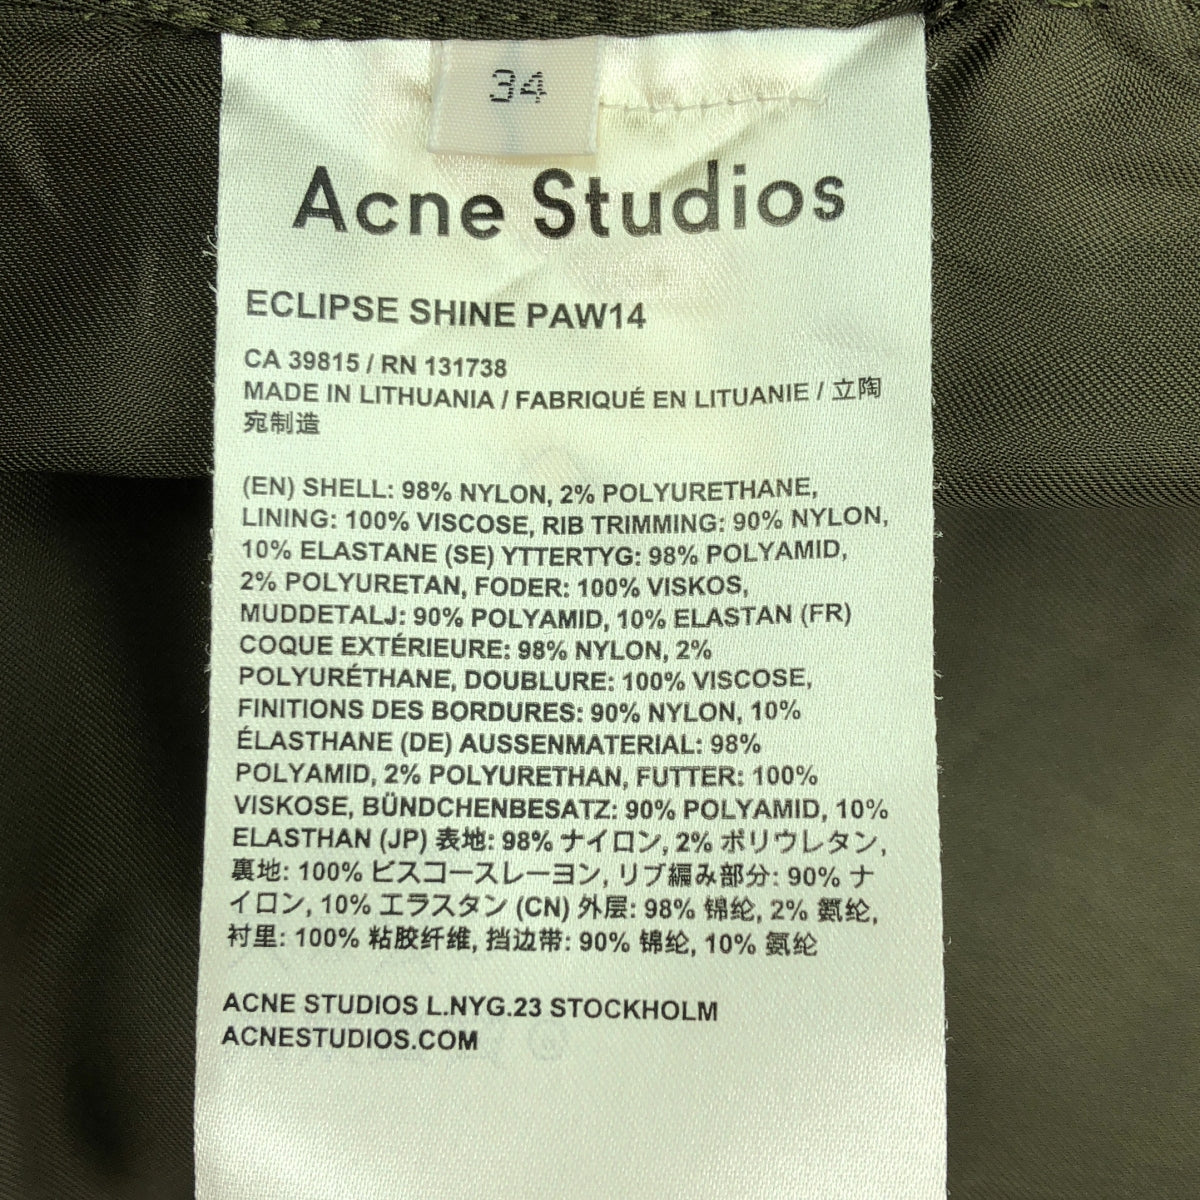 34
Acne Studios
ECLIPSE SHINE PAW14
CA 39815 / RN 131738
MADE IN LITHUANIA / FABRIQUÉ EN LITUANIE / 立陶
宛制造
(EN) SHELL: 98% NYLON, 2% POLYURETHANE,
LINING: 100% VISCOSE, RIB TRIMMING: 90% NYLON,
10% ELASTANE (SE) YTTERTYG: 98% POLYAMID,
2% POLYURETAN, FODER: 100% VISKOS,
MUDDETALJ: 90% POLYAMID, 10% ELASTAN (FR)
COQUE EXTÉRIEURE: 98% NYLON, 2%
POLYURÉTHANE, DOUBLURE: 100% VISCOSE,
FINITIONS DES BORDURES: 90% NYLON, 10%
ÉLASTHANE (DE) AUSSENMATERIAL: 98%
POLYAMID, 2% POLYURETHAN, FUTTER: 100%
VISKOSE, BÜNDCHENBESATZ: 90% POLYAMID, 10%
ELASTHAN (JP) 表地: 98% ナイロン, 2% ポリウレタン,
裏地: 100% ビスコースレーヨン, リブ編み部分: 90% ナ
イロン, 10% エラスタン (CN) 外层: 98% 锦纶, 2% 氨纶,
衬里: 100% 粘胶纤维, 挡边带: 90% 锦纶, 10% 氨纶
ACNE STUDIOS L.NYG.23 STOCKHOLM
ACNESTUDIOS.COM